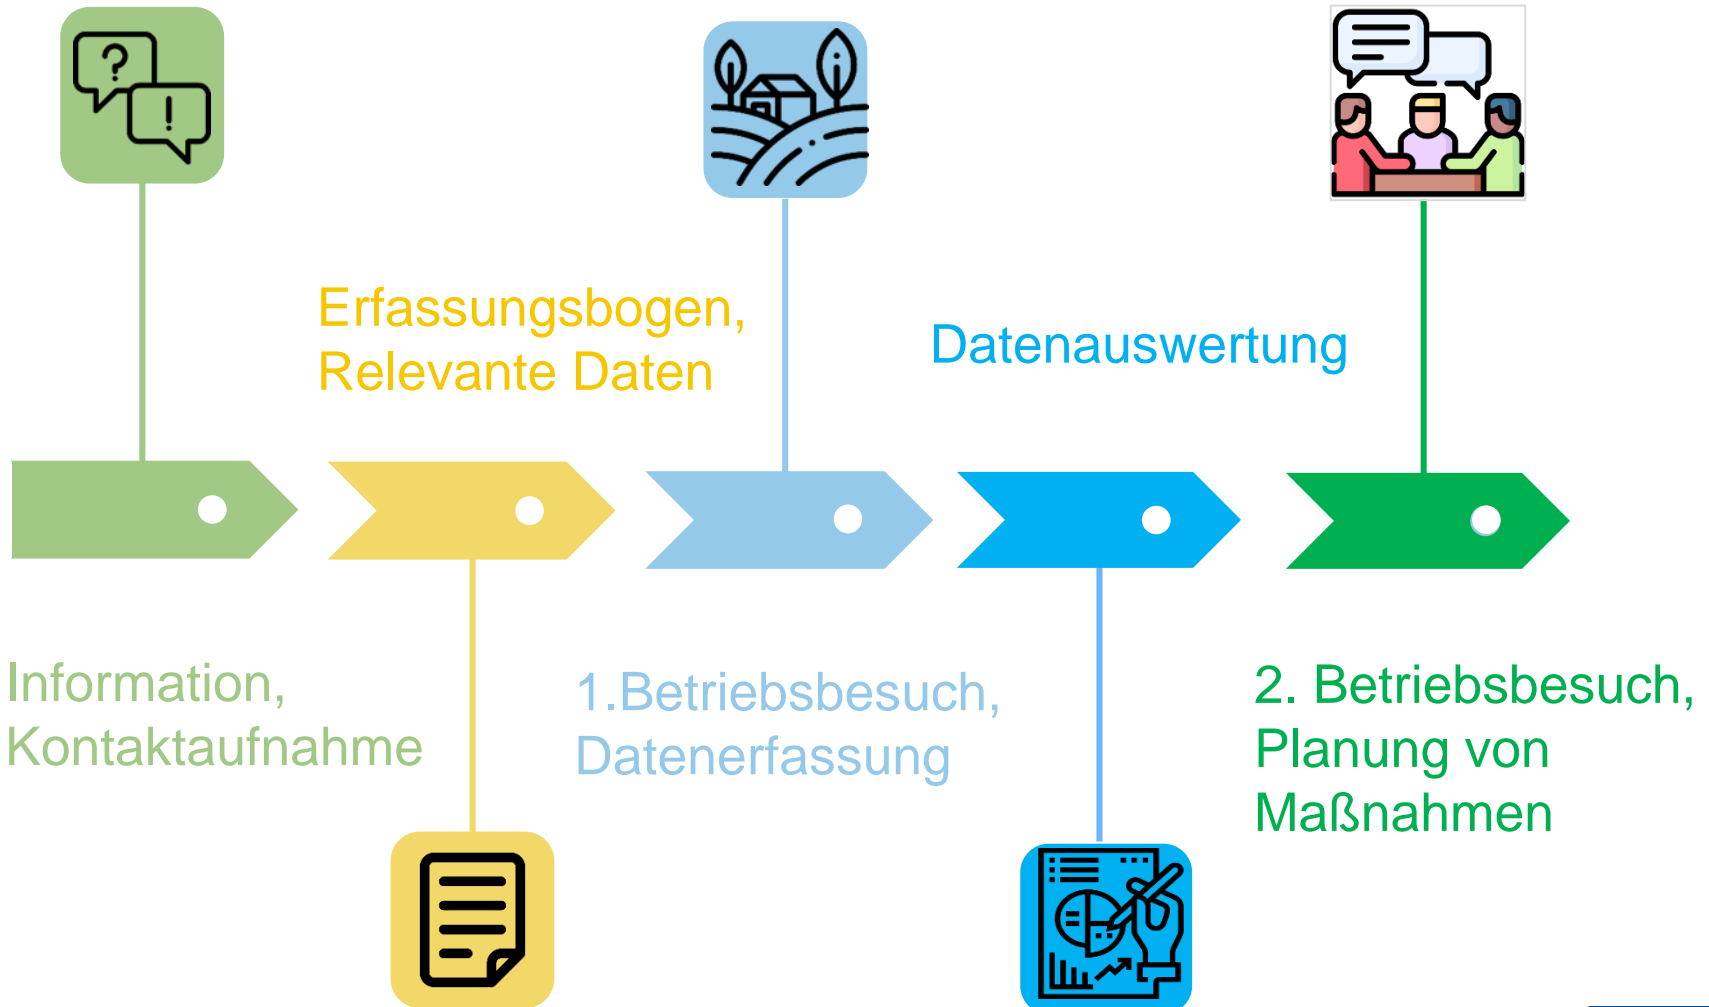 ?
!
Information,
Kontaktaufnahme
Erfassungsbogen,
Relevante Daten
1.Betriebsbesuch,
Datenerfassung
Datenauswertung
2. Betriebsbesuch,
Planung von
Maßnahmen